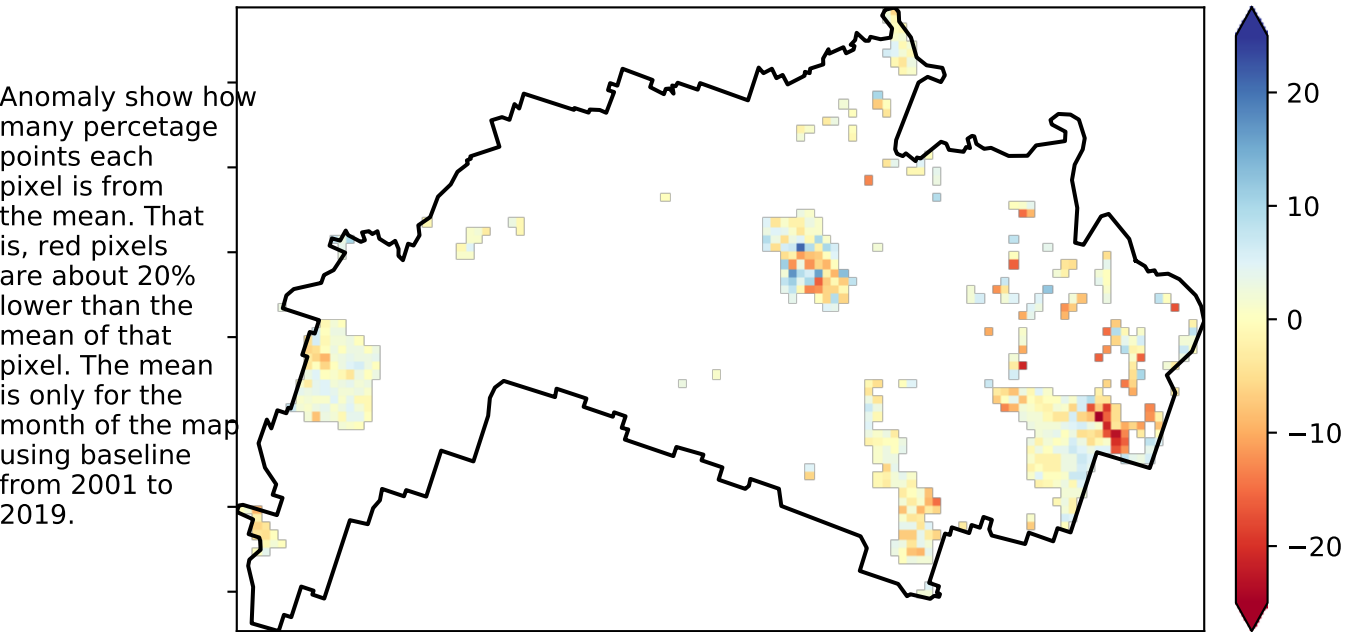 Anomaly show how
many percetage
points each
pixel is from
the mean. That
is, red pixels
are about 20%
lower than the
mean of that
pixel. The mean
is only for the
month of the map
using baseline
from 2001 to
2019.
20
10
0
−10
−20